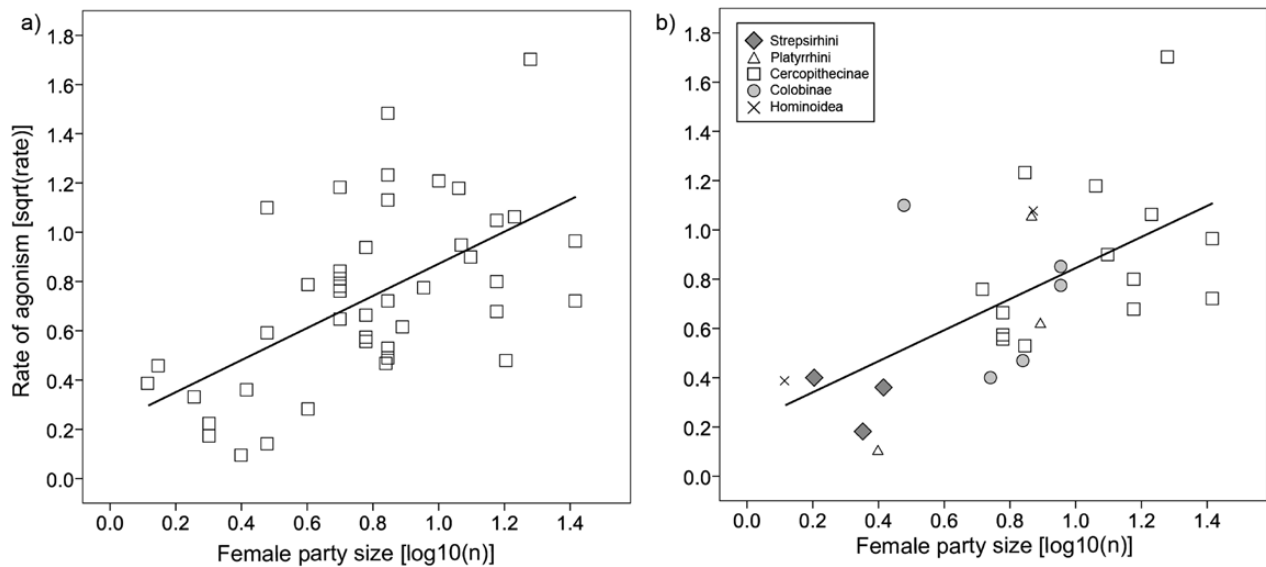 a)
Rate of agonism [sqrt(rate)]
1.8
1.6
1.4
1.2
1.0
0.8
0.6
0.4
0.2
0.0
0.0 0.2 0.4 0.6 0.8 1.0 1.2 1.4
Female party size [log10(n)]
b)
Strepsirhini
Platyrrhini
Cercopithecinae
Colobinae
Hominoidea
1.8
1.6
1.4
1.2
1.0
0.8
0.6
0.4
0.2
0.0
0.0 0.2 0.4 0.6 0.8 1.0 1.2 1.4
Female party size [log10(n)]